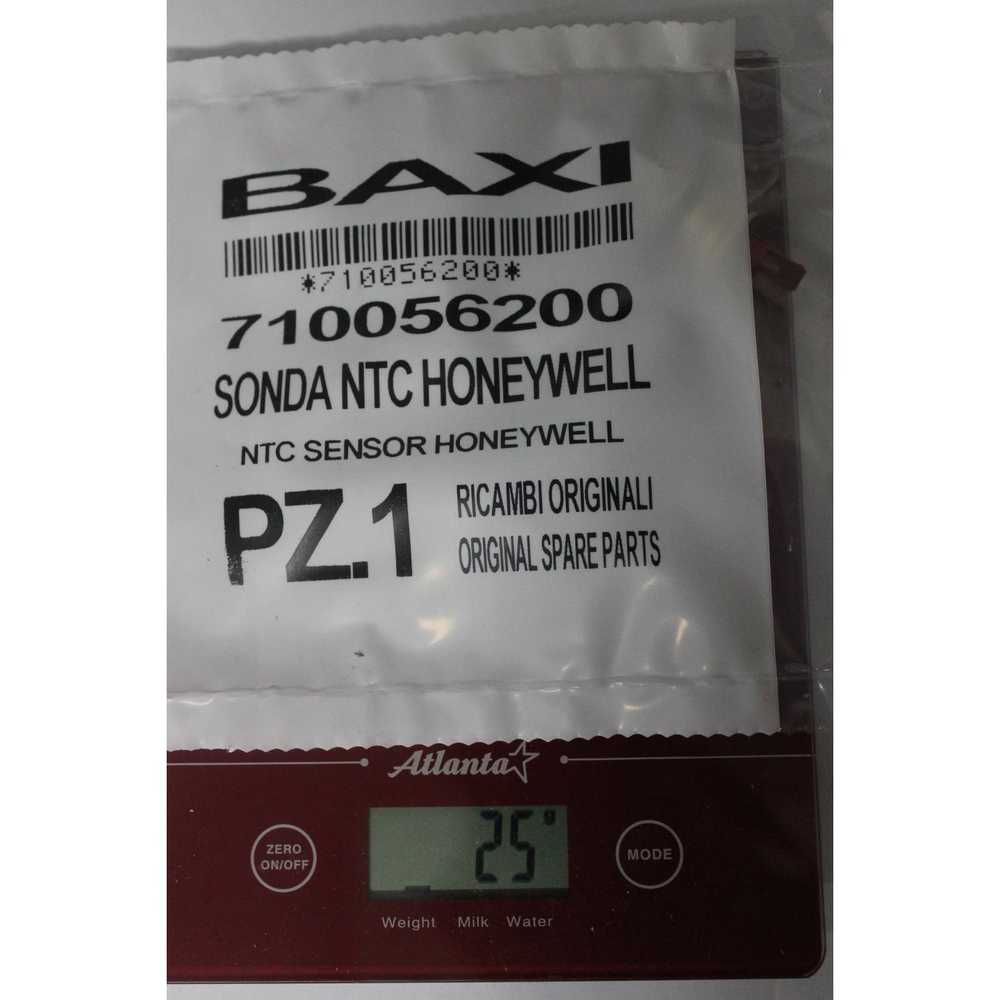 BAXI
*710056200*
710056200
SONDA NTC HONEYWELL
NTC SENSOR HONEYWELL
PZ.1
RICAMBI ORIGINALI
ORIGINAL SPARE PARTS
Atlanta
ZERO
ON/OFF
25 g
MODE
Weight Milk Water